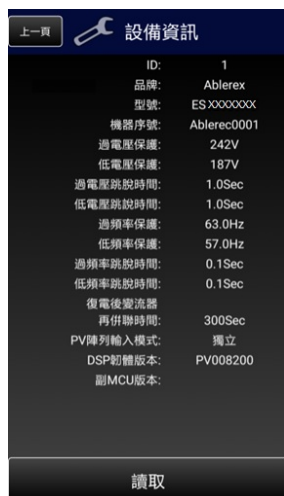 上一頁 設備資訊
ID: 1
品牌: Ablerex
型號: ESXXXXXXX
機器序號: Ablerec0001
過電壓保護: 242V
低電壓保護: 187V
過電壓跳脫時間: 1.0Sec
低電壓跳說時間: 1.0Sec
過頻率保護: 63.0Hz
低頻率保護: 57.0Hz
過頻率跳脫時間: 0.1Sec
低頻率跳脫時間: 0.1Sec
復電後變流器
再併聯時間: 300Sec
PV陣列輸入模式: 獨立
DSP韌體版本: PV008200
副MCU版本:
讀取